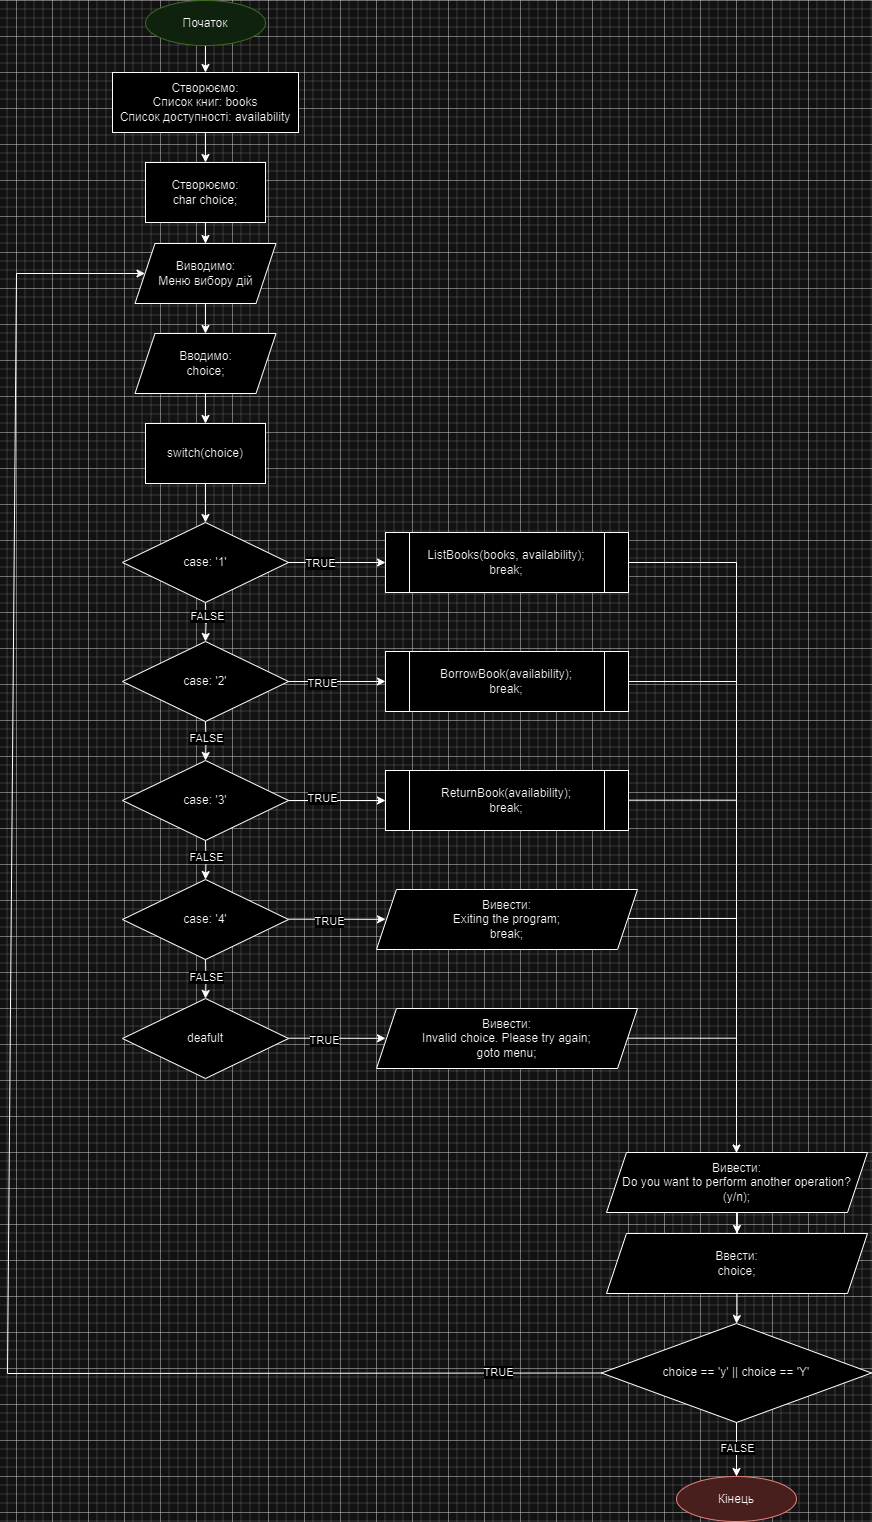 Початок
Створюємо:
Список книг: books
Список доступності: availability
Створюємо:
char choice;
Виводимо:
Меню вибору дій
Вводимо:
choice;
switch(choice)
case: '1'
TRUE
ListBooks(books, availability);
break;
FALSE
case: '2'
TRUE
BorrowBook(availability);
break;
FALSE
case: '3'
TRUE
ReturnBook(availability);
break;
FALSE
case: '4'
TRUE
Вивести:
Exiting the program;
break;
FALSE
deafult
TRUE
Вивести:
Invalid choice. Please try again;
goto menu;
Вивести:
Do you want to perform another operation?
(y/n);
Ввести:
choice;
choice == 'y' || choice == 'Y'
TRUE
FALSE
Кінець